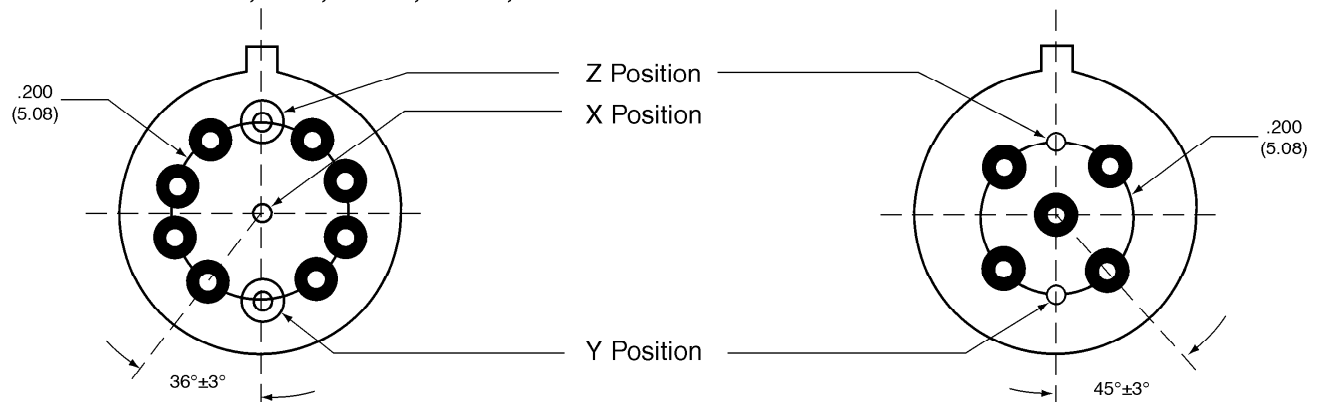 Z Position
X Position
.200
(5.08)
.200
(5.08)
Y Position
36°±3°
45°±3°